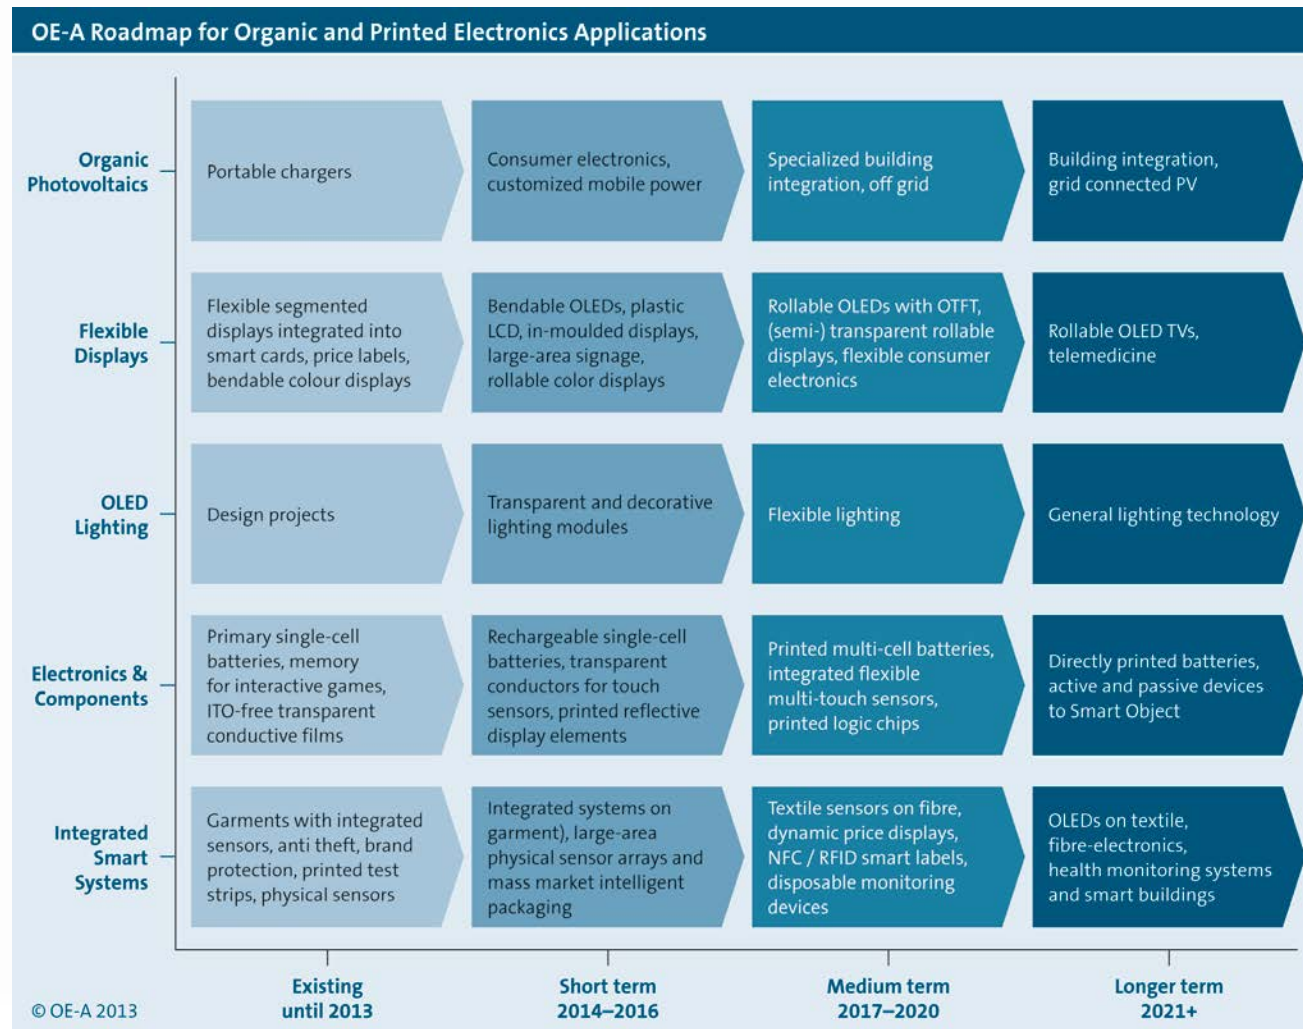 OE-A Roadmap for Organic and Printed Electronics Applications
Organic
Photovoltaics
Portable chargers
Consumer electronics,
customized mobile power
Specialized building
integration, off grid
Building integration,
grid connected PV
Flexible
Displays
Flexible segmented
displays integrated into
smart cards, price labels,
bendable colour displays
Bendable OLEDs, plastic
LCD, in-moulded displays,
large-area signage,
rollable color displays
Rollable OLEDs with OTFT,
(semi-) transparent rollable
displays, flexible consumer
electronics
Rollable OLED TVs,
telemedicine
OLED
Lighting
Design projects
Transparent and decorative
lighting modules
Flexible lighting
General lighting technology
Electronics &
Components
Primary single-cell
batteries, memory
for interactive games,
ITO-free transparent
conductive films
Rechargeable single-cell
batteries, transparent
conductors for touch
sensors, printed reflective
display elements
Printed multi-cell batteries,
integrated flexible
multi-touch sensors,
printed logic chips
Directly printed batteries,
active and passive devices
to Smart Object
Integrated
Smart
Systems
Garments with integrated
sensors, anti theft, brand
protection, printed test
strips, physical sensors
Integrated systems on
garment), large-area
physical sensor arrays and
mass market intelligent
packaging
Textile sensors on fibre,
dynamic price displays,
NFC / RFID smart labels,
disposable monitoring
devices
OLEDs on textile,
fibre-electronics,
health monitoring systems
and smart buildings
Existing
until 2013
Short term
2014–2016
Medium term
2017–2020
Longer term
2021+
© OE-A 2013